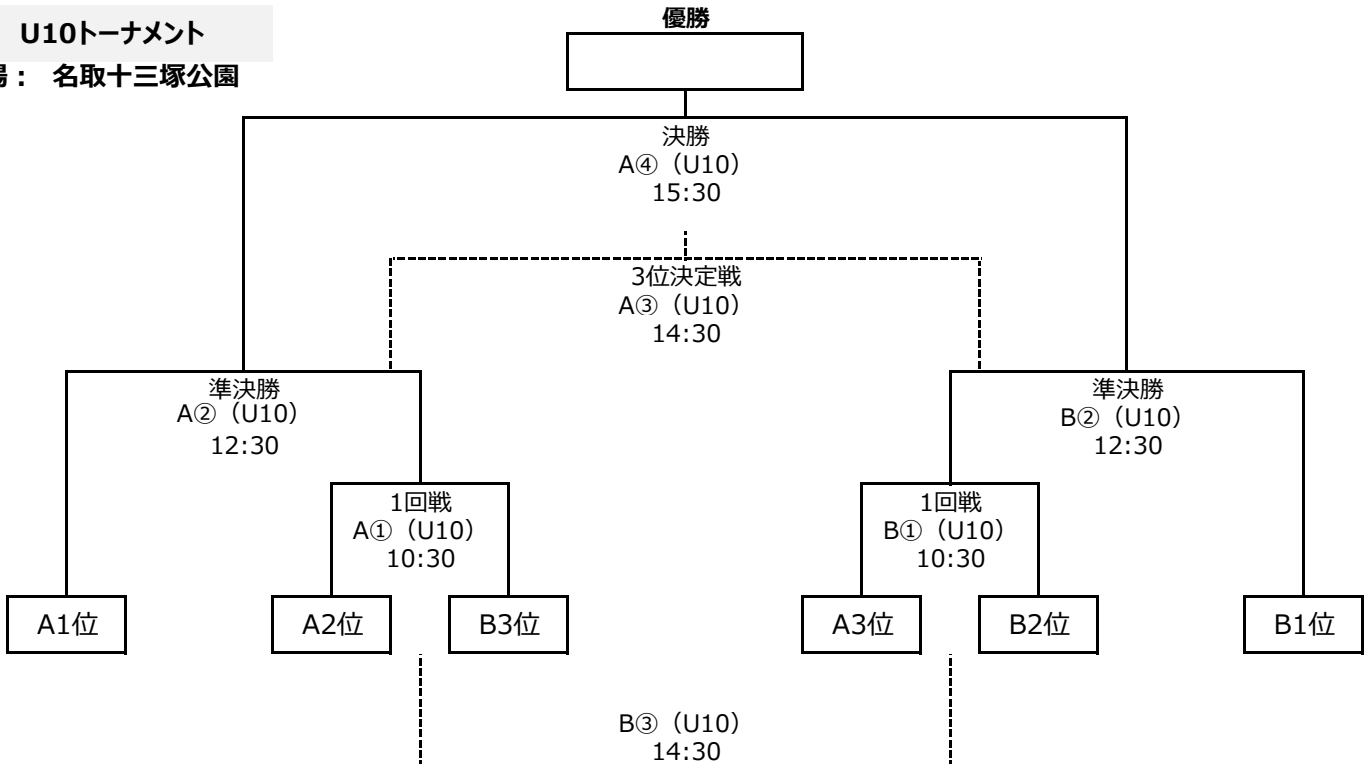 優勝
U10トーナメント
場： 名取十三塚公園
決勝
A④（U10）
15:30
3位決定戦
A③（U10）
14:30
準決勝
A②（U10）
12:30
準決勝
B②（U10）
12:30
1回戦
A①（U10）
10:30
1回戦
B①（U10）
10:30
A1位
A2位
B3位
A3位
B2位
B1位
B③（U10）
14:30